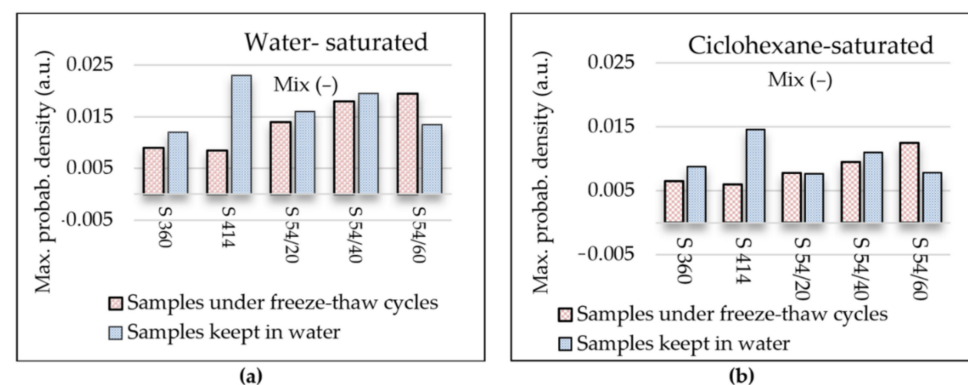 Water- saturated
Mix (–)
Max. probab. density (a.u.)
0.025
0.015
0.005
-0.005
S 360
S 414
S 54/20
S 54/40
S 54/60
Samples under freeze-thaw cycles
Samples keept in water
(a)
Ciclohexane-saturated
Mix (–)
Max. probab. density (a.u.)
0.025
0.015
0.005
−0.005
S 360
S 414
S 54/20
S 54/40
S 54/60
Samples under freeze-thaw cycles
Samples keept in water
(b)